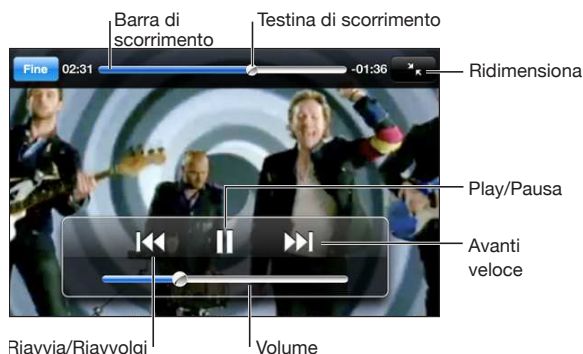 Barra di
scorrimento
Testina di scorrimento
Fine 02:31 -01:36
Ridimensiona
Play/Pausa
Avanti
veloce
Riavvia/Riavvolgi
Volume